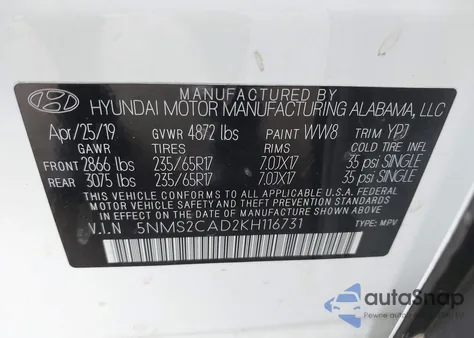 MANUFACTURED BY
HYUNDAI MOTOR MANUFACTURING ALABAMA, LLC
Apr/25/19 GVWR 4872 lbs PAINT WW8 TRIM YPJ
GAWR TIRES RIMS COLD TIRE INFL
FRONT 2866 lbs 235/65R17 7.0JX17 35 psi SINGLE
REAR 3075 lbs 235/65R17 7.0JX17 35 psi SINGLE
THIS VEHICLE CONFORMS TO ALL APPLICABLE U.S.A. FEDERAL
MOTOR VEHICLE SAFETY, BUMPER, AND THEFT PREVENTION
STANDARDS IN EFFECT ON THE DATE OF MANUFACTURE SHOWN ABOVE.
V.I.N 5NMS2CAD2KH116731 TYPE: MPV
autoSnap
Pewne auto